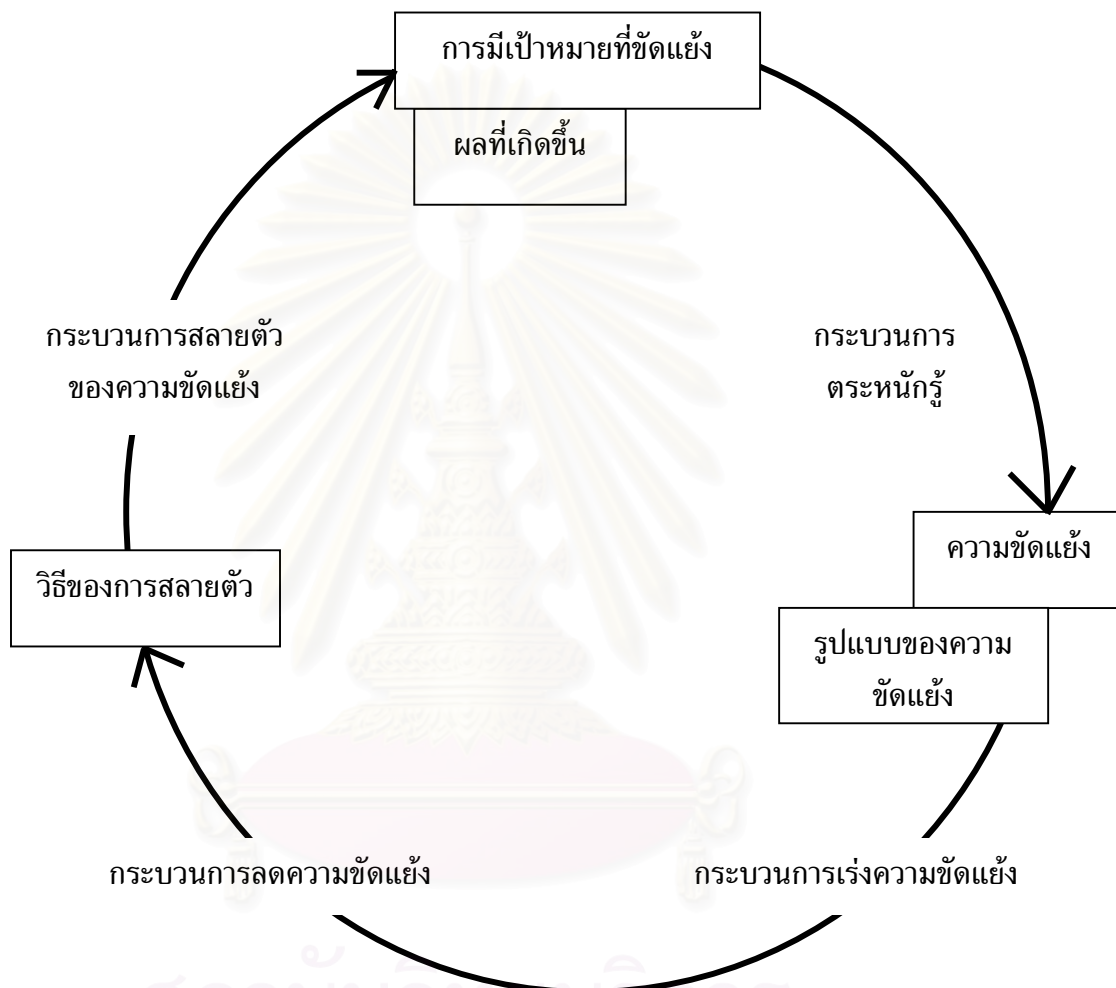 การมีเป้าหมายที่ขัดแย้ง
ผลที่เกิดขึ้น
กระบวนการสลายตัว
ของความขัดแย้ง
กระบวนการ
ตระหนักรู้
ความขัดแย้ง
วิธีของการสลายตัว
รูปแบบของความ
ขัดแย้ง
กระบวนการลดความขัดแย้ง
กระบวนการเร่งความขัดแย้ง